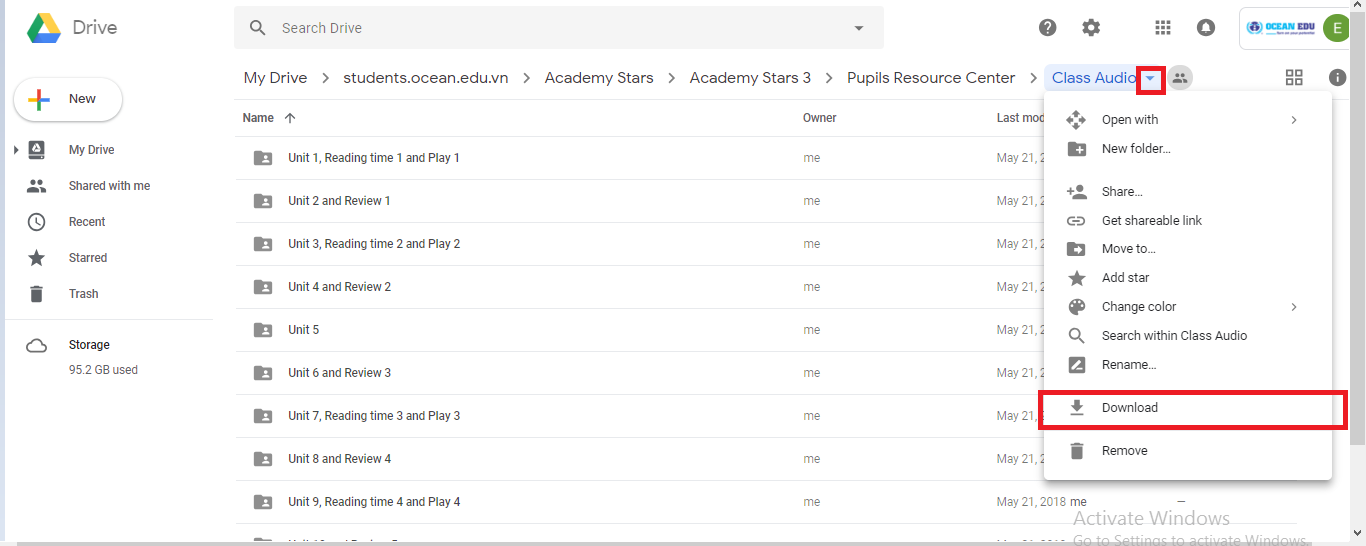 Drive
Search Drive
OCEAN EDU
E
My Drive > students.ocean.edu.vn > Academy Stars > Academy Stars 3 > Pupils Resource Center > Class Audio
New
My Drive
Shared with me
Recent
Starred
Trash
Storage
95.2 GB used
Name Owner Last mod
Unit 1, Reading time 1 and Play 1 me May 21, 2
Unit 2 and Review 1 me May 21, 2
Unit 3, Reading time 2 and Play 2 me May 21, 2
Unit 4 and Review 2 me May 21, 2
Unit 5 me May 21, 2
Unit 6 and Review 3 me May 21, 2
Unit 7, Reading time 3 and Play 3 me May 21, 2
Unit 8 and Review 4 me May 21, 2
Unit 9, Reading time 4 and Play 4 me May 21, 2018 me —
Open with
New folder...
Share...
Get shareable link
Move to...
Add star
Change color
Search within Class Audio
Rename...
Download
Remove
Activate Windows
Go to Settings to activate Windows.